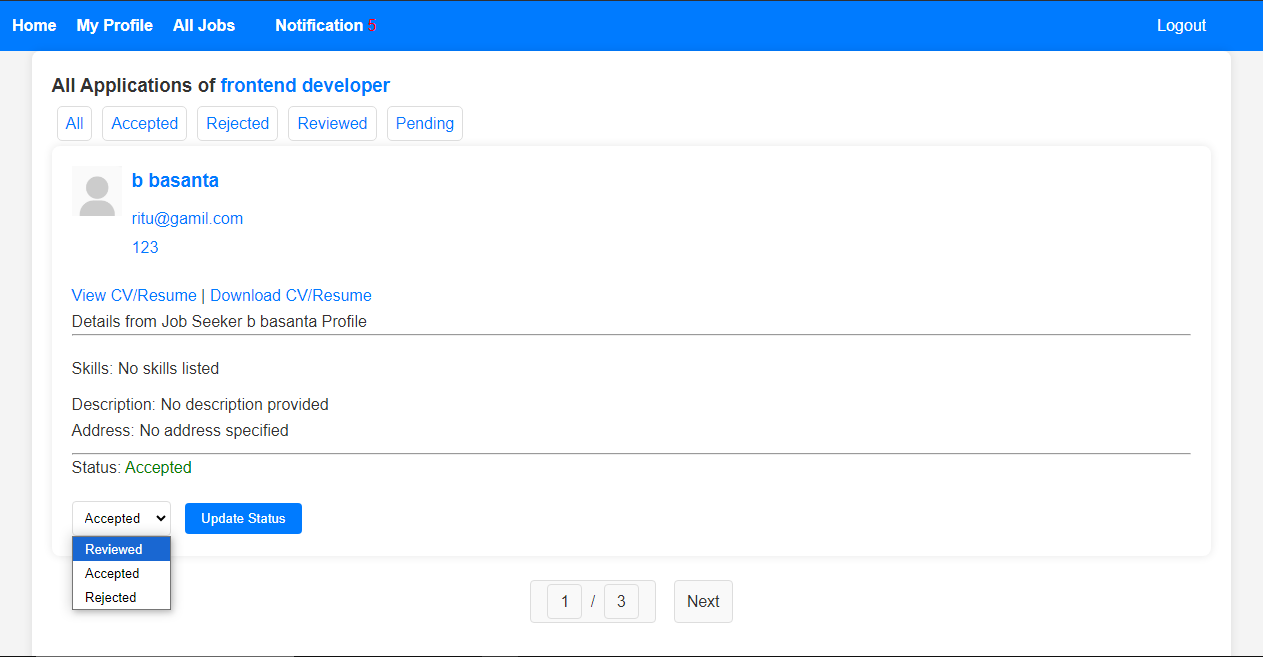 Home My Profile All Jobs Notification 5 Logout
All Applications of frontend developer
All Accepted Rejected Reviewed Pending
b basanta
ritu@gamil.com
123
View CV/Resume | Download CV/Resume
Details from Job Seeker b basanta Profile
Skills: No skills listed
Description: No description provided
Address: No address specified
Status: Accepted
Accepted Update Status
Reviewed
Accepted
Rejected
1 / 3 Next